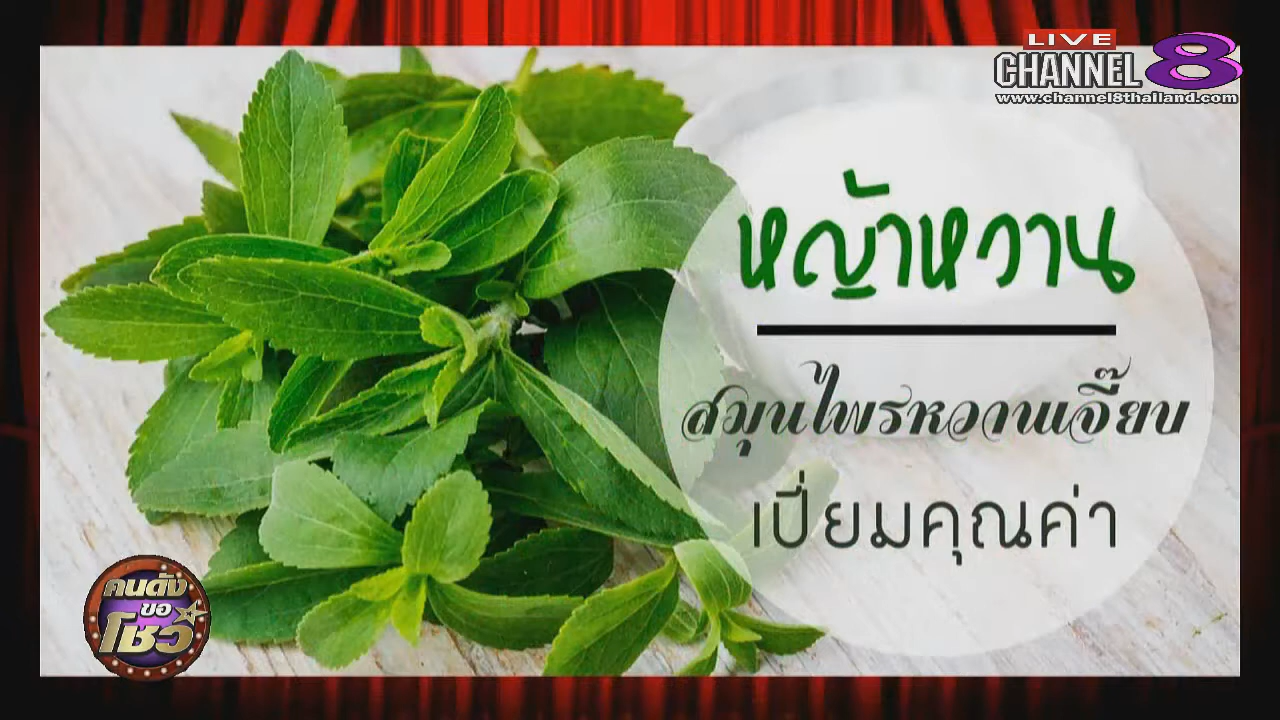 LIVE
CHANNEL 8
www.channel8thailand.com
หญ้าหวาน
สมุนไพรหวานเจี๊ยบ
เปี่ยมคุณค่า
คนดัง
ขอ
โชว์